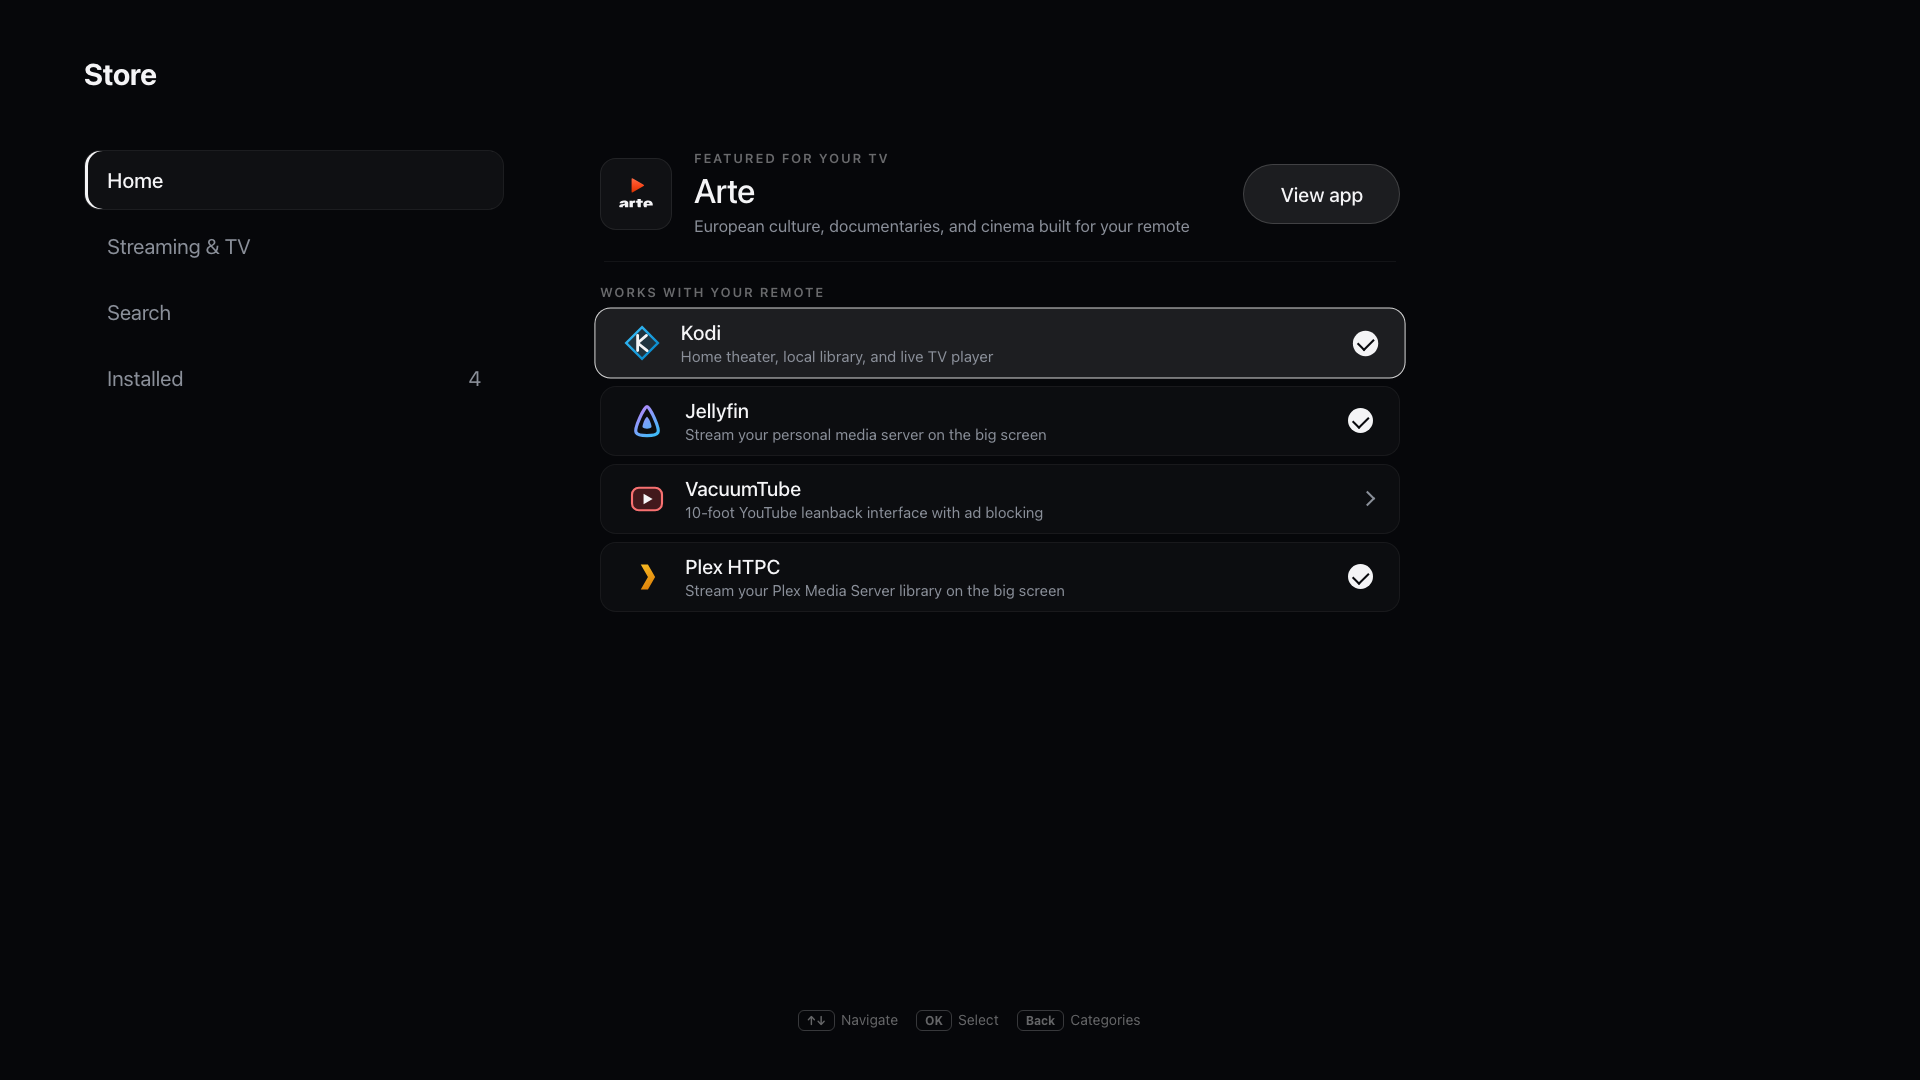 Store
Home
Streaming & TV
Search
Installed 4
arte
FEATURED FOR YOUR TV
Arte
European culture, documentaries, and cinema built for your remote
View app
WORKS WITH YOUR REMOTE
Kodi
Home theater, local library, and live TV player
Jellyfin
Stream your personal media server on the big screen
VacuumTube
10-foot YouTube leanback interface with ad blocking
Plex HTPC
Stream your Plex Media Server library on the big screen
↑↓ Navigate OK Select Back Categories